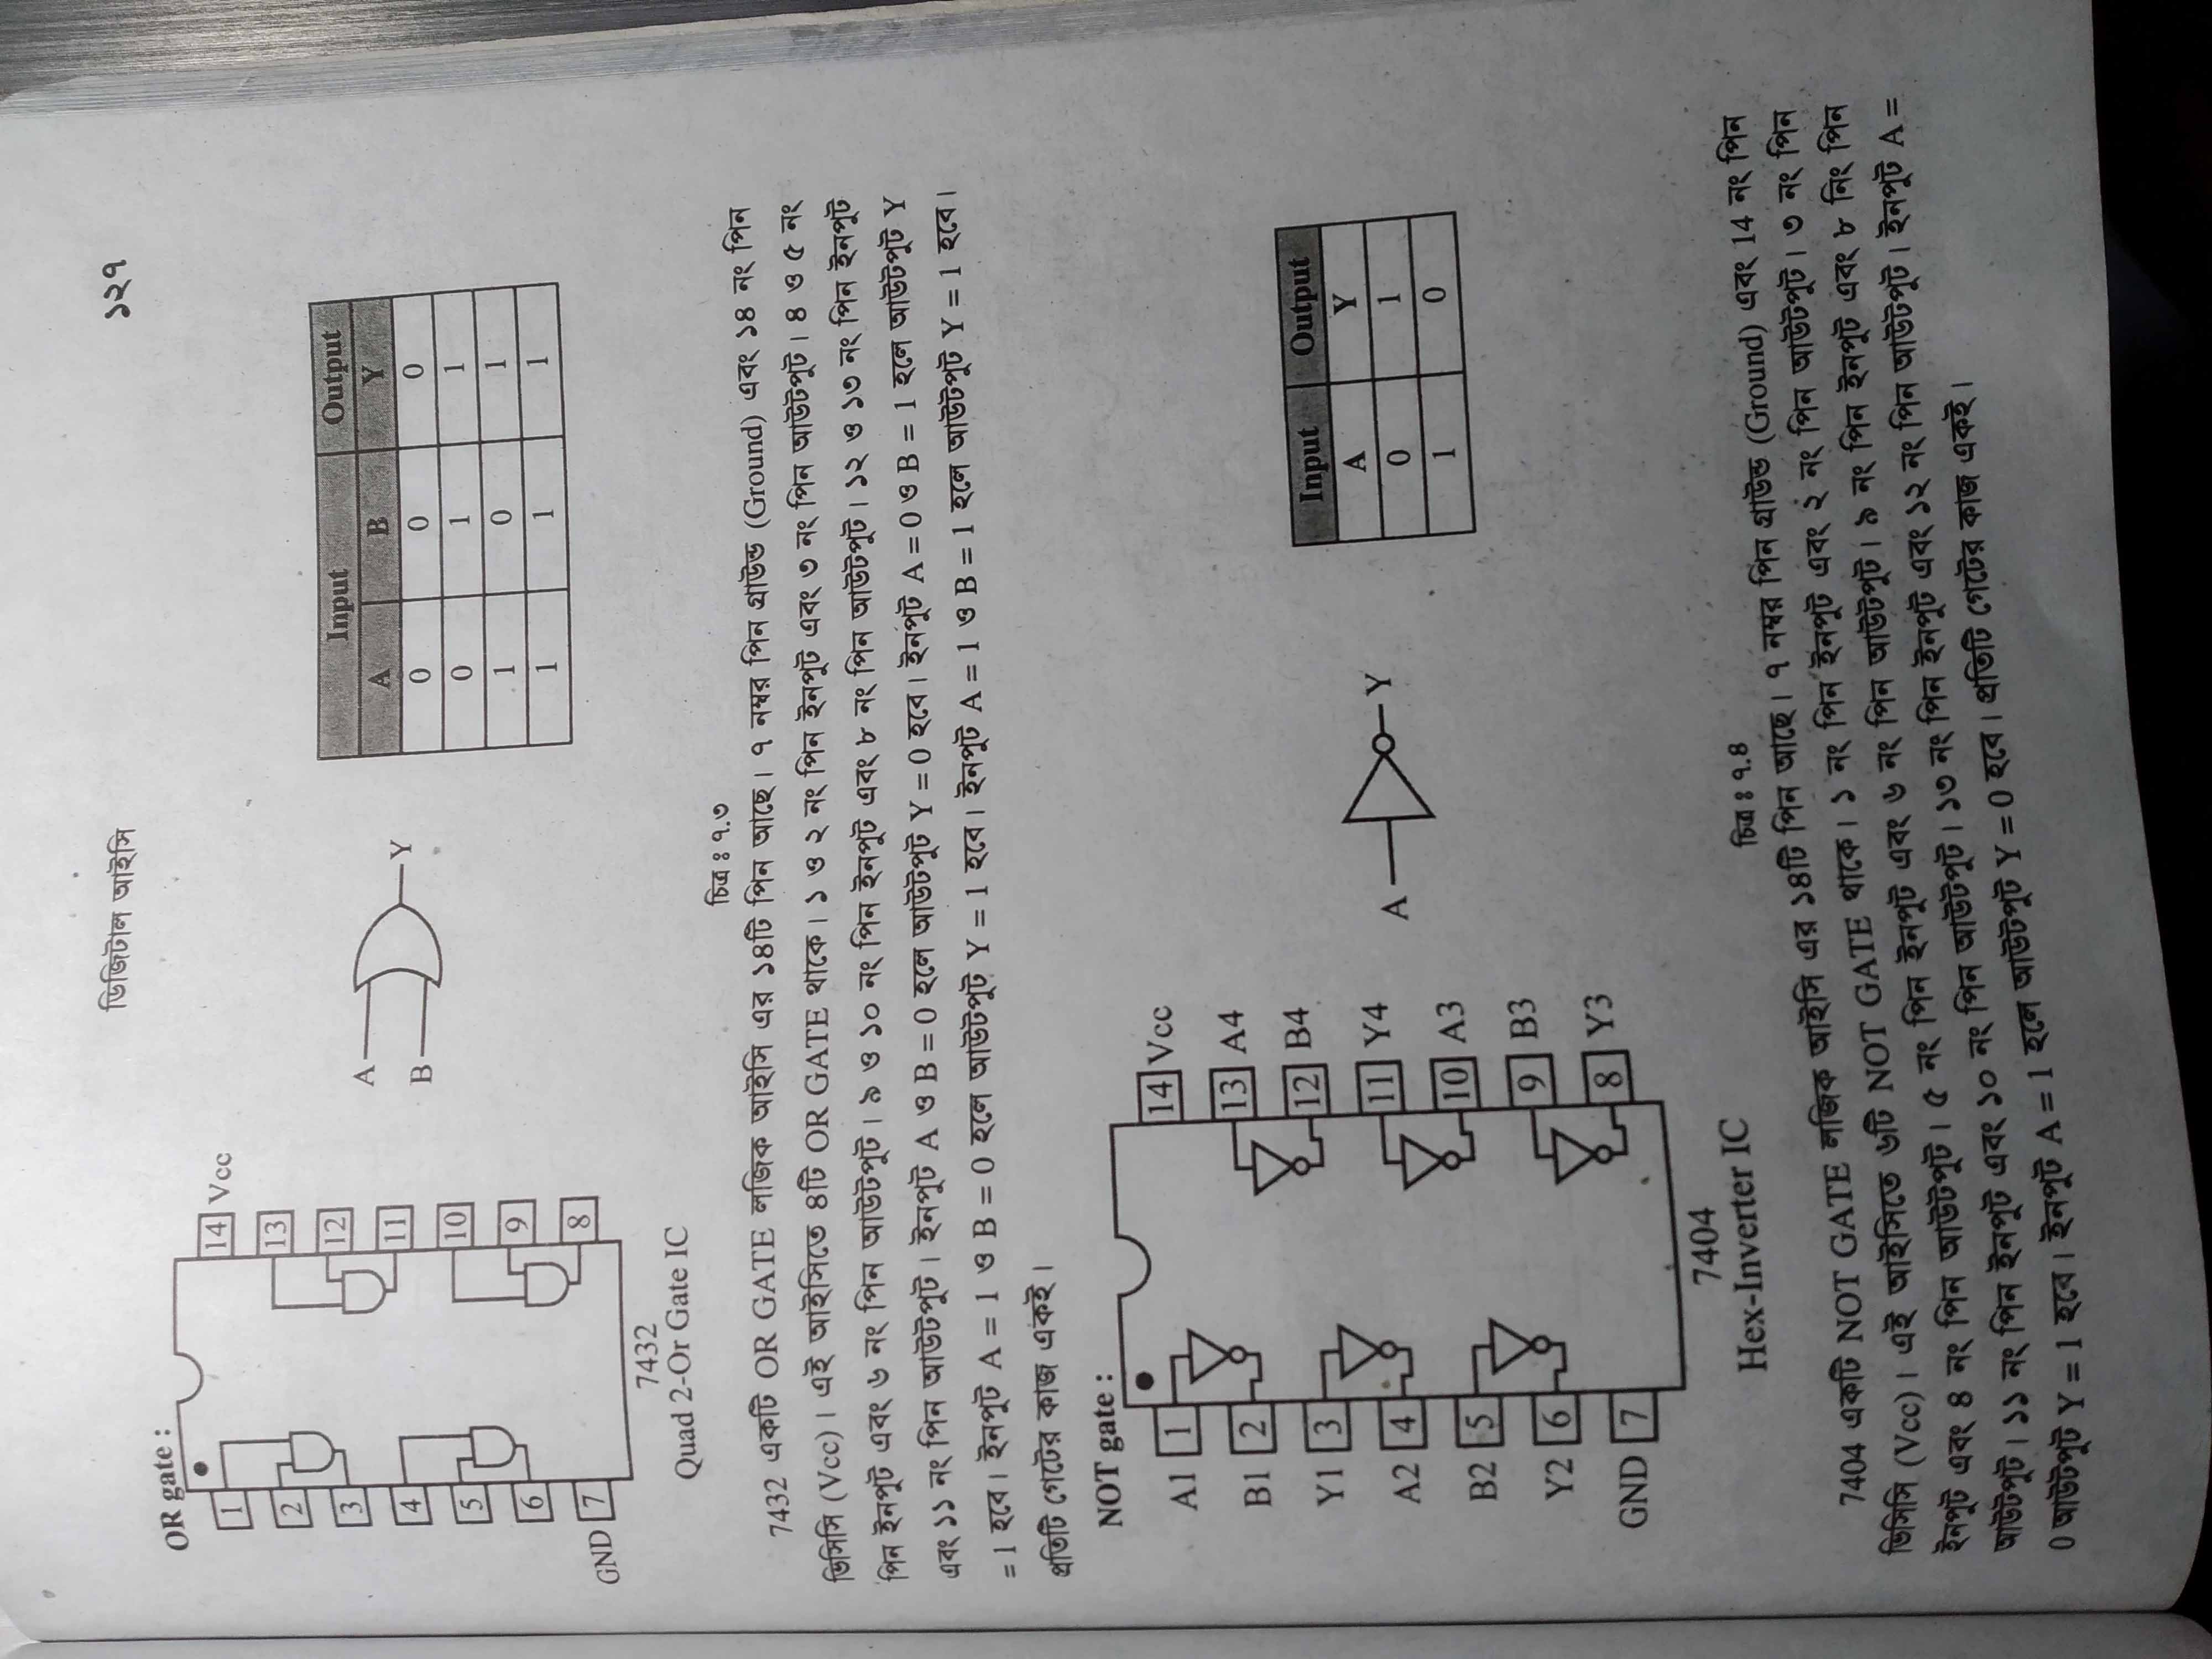 ডিজিটাল আইসি
১২৭
OR gate :
1
2
3
4
5
6
GND 7
14 Vcc
13
12
11
10
9
8
7432
Quad 2-Or Gate IC
A
B
Y
Input Output
A B Y
0 0 0
0 1 1
1 0 1
1 1 1
চিত্র ঃ ৭.৩
7432 একটি OR GATE লজিক আইসি এর ১৪টি পিন আছে। ৭ নম্বর পিন গ্রাউন্ড (Ground) এবং ১৪ নং পিন
ভিসিসি (Vcc)। এই আইসিতে ৪টি OR GATE থাকে। ১ ও ২ নং পিন ইনপুট এবং ৩ নং পিন আউটপুট। ৪ ও ৫ নং
পিন ইনপুট এবং ৬ নং পিন আউটপুট। ৯ ও ১০ নং পিন ইনপুট এবং ৮ নং পিন আউটপুট। ১২ ও ১৩ নং পিন ইনপুট
এবং ১১ নং পিন আউটপুট। ইনপুট A ও B = 0 হলে আউটপুট Y = 0 হবে। ইনপুট A = 0 ও B = 1 হলে আউটপুট Y
= 1 হবে। ইনপুট A = 1 ও B = 0 হলে আউটপুট Y = 1 হবে। ইনপুট A = 1 ও B = 1 হলে আউটপুট Y = 1 হবে।
প্রতিটি গেটের কাজ একই।
NOT gate :
A1 1
B1 2
Y1 3
A2 4
B2 5
Y2 6
GND 7
14 Vcc
13 A4
12 B4
11 Y4
10 A3
9 B3
8 Y3
7404
Hex-Inverter IC
A
Y
Input Output
A Y
0 1
1 0
চিত্র ঃ ৭.৪
7404 একটি NOT GATE লজিক আইসি এর ১৪টি পিন আছে। ৭ নম্বর পিন গ্রাউন্ড (Ground) এবং 14 নং পিন
ভিসিসি (Vcc)। এই আইসিতে ৬টি NOT GATE থাকে। ১ নং পিন ইনপুট এবং ২ নং পিন আউটপুট। ৩ নং পিন
ইনপুট এবং ৪ নং পিন আউটপুট। ৫ নং পিন ইনপুট এবং ৬ নং পিন আউটপুট। ৯ নং পিন ইনপুট এবং ৮ নিং পিন
আউটপুট। ১১ নং পিন ইনপুট এবং ১০ নং পিন আউটপুট। ১৩ নং পিন ইনপুট এবং ১২ নং পিন আউটপুট। ইনপুট A =
0 আউটপুট Y = 1 হবে। ইনপুট A = 1 হলে আউটপুট Y = 0 হবে। প্রতিটি গেটের কাজ একই।